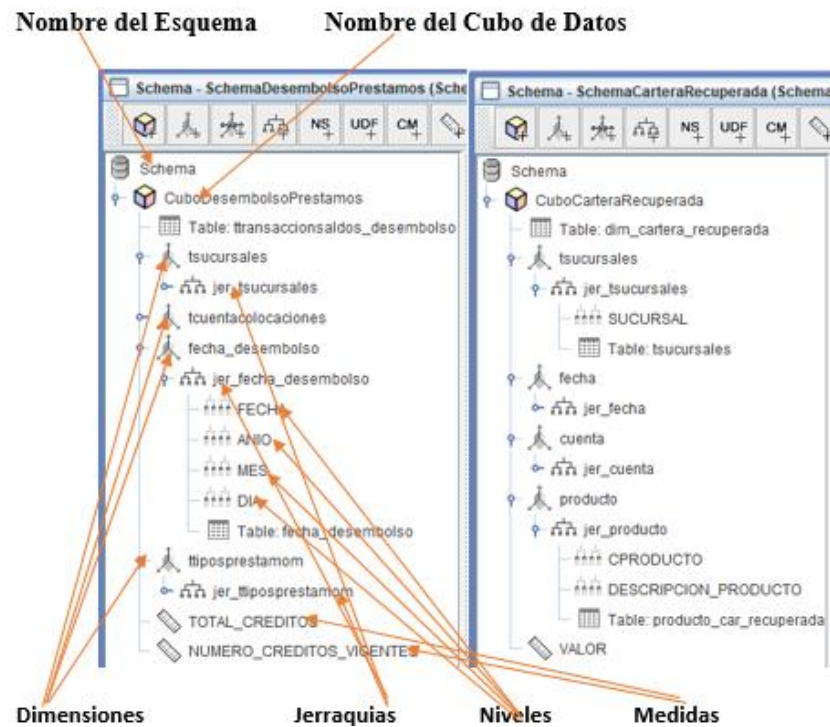 Nombre del Esquema
Nombre del Cubo de Datos
Schema - SchemaDesembolsoPrestamos (Sche
NS
UDF
CM
Schema
CuboDesembolsoPrestamos
Table: ttransaccionsaldos_desembolso
tsucursales
jer_tsucursales
tcuentacolocaciones
fecha_desembolso
jer_fecha_desembolso
FECHA
ANIO
MES
DIA
Table: fecha_desembolso
ttiposprestamom
jer_ttiposprestamom
TOTAL_CREDITOS
NUMERO_CREDITOS_VIGENTES
Schema - SchemaCarteraRecuperada (Schema
NS
UDF
CM
Schema
CuboCarteraRecuperada
Table: dim_cartera_recuperada
tsucursales
jer_tsucursales
SUCURSAL
Table: tsucursales
fecha
jer_fecha
cuenta
jer_cuenta
producto
jer_producto
CPRODUCTO
DESCRIPCION_PRODUCTO
Table: producto_car_recuperada
VALOR
Dimensiones
Jerraquias
Niveles
Medidas